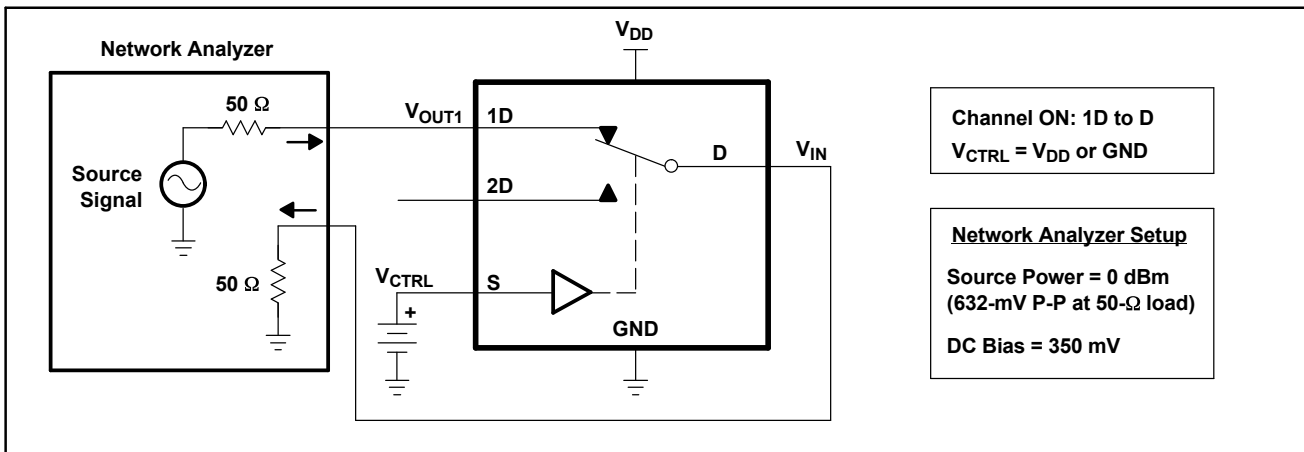 V_DD
Network Analyzer
50 Ω
V_OUT1 1D
D V_IN
Source
Signal
2D
50 Ω
V_CTRL S
+
GND
Channel ON: 1D to D
V_CTRL = V_DD or GND
Network Analyzer Setup
Source Power = 0 dBm
(632-mV P-P at 50-Ω load)
DC Bias = 350 mV